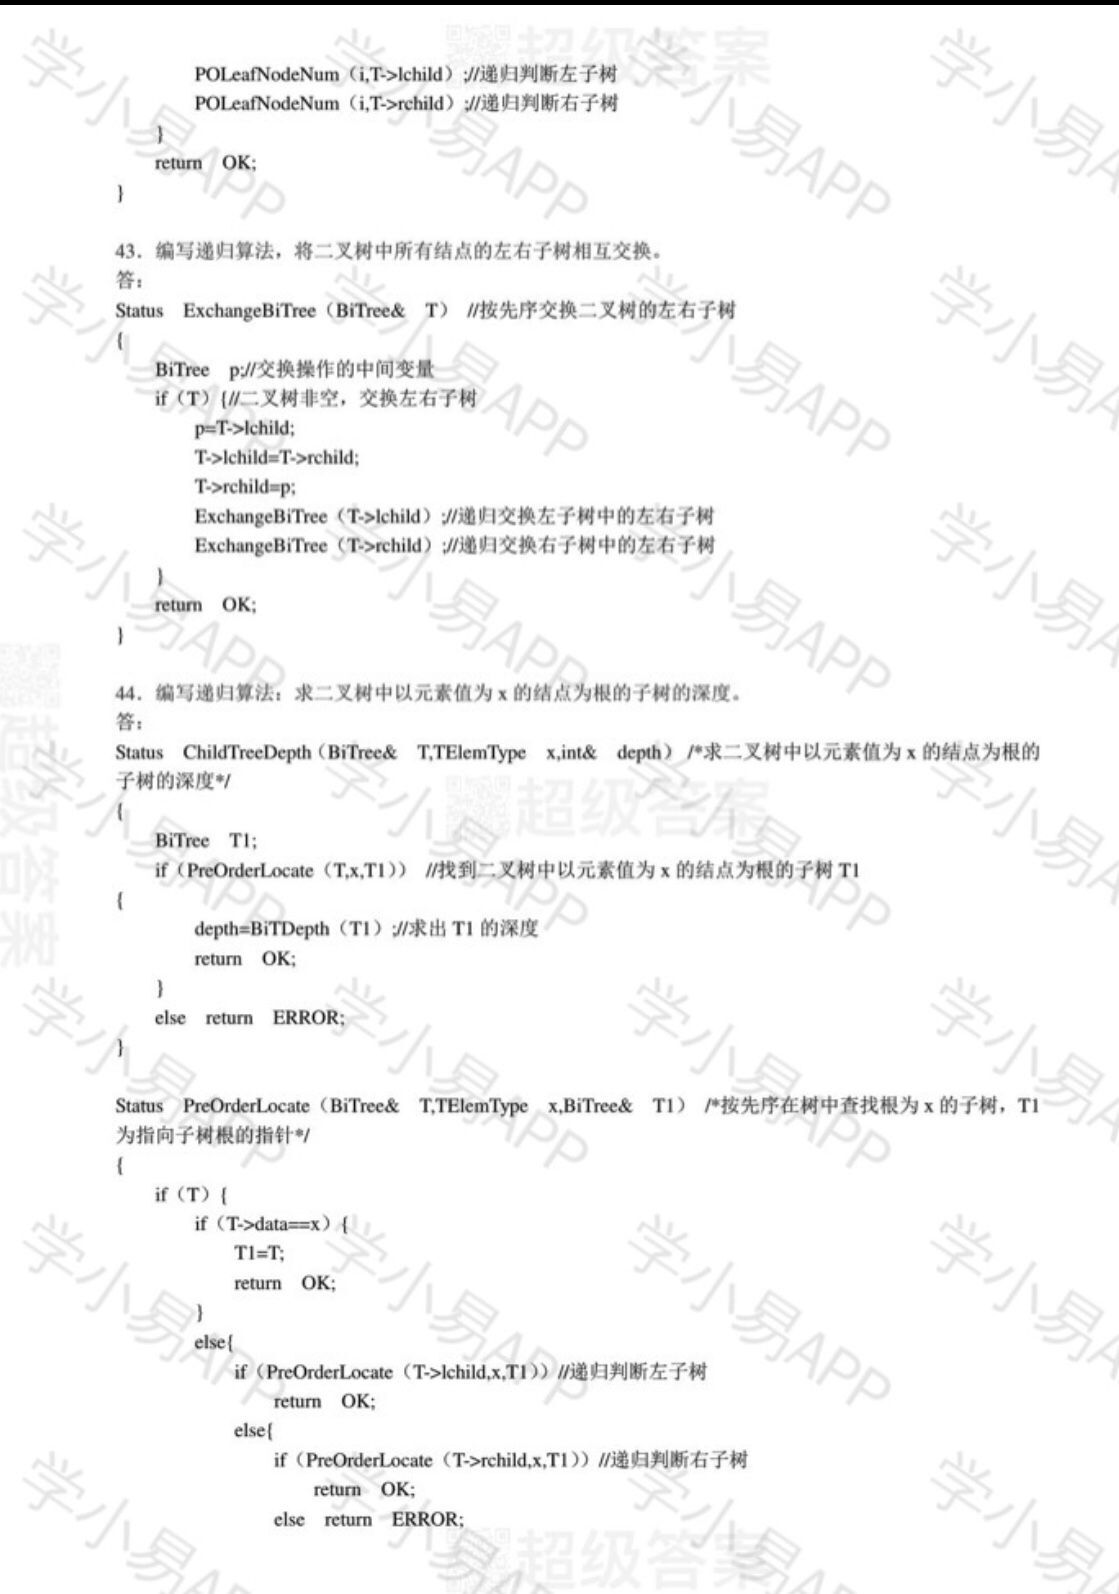 POLeafNodeNum（i,T->lchild）;//递归判断左子树
POLeafNodeNum（i,T->rchild）;//递归判断右子树
}
return OK;
}
43．编写递归算法，将二叉树中所有结点的左右子树相互交换。
答：
Status ExchangeBiTree（BiTree& T） //按先序交换二叉树的左右子树
{
BiTree p;//交换操作的中间变量
if（T）{//二叉树非空，交换左右子树
p=T->lchild;
T->lchild=T->rchild;
T->rchild=p;
ExchangeBiTree（T->lchild）;//递归交换左子树中的左右子树
ExchangeBiTree（T->rchild）;//递归交换右子树中的左右子树
}
return OK;
}
44．编写递归算法：求二叉树中以元素值为 x 的结点为根的子树的深度。
答：
Status ChildTreeDepth（BiTree& T,TElemType x,int& depth） /*求二叉树中以元素值为 x 的结点为根的
子树的深度*/
{
BiTree T1;
if（PreOrderLocate（T,x,T1）） //找到二叉树中以元素值为 x 的结点为根的子树 T1
{
depth=BiTDepth（T1）;//求出 T1 的深度
return OK;
}
else return ERROR;
}
Status PreOrderLocate（BiTree& T,TElemType x,BiTree& T1） /*按先序在树中查找根为 x 的子树，T1
为指向子树根的指针*/
{
if（T）{
if（T->data==x）{
T1=T;
return OK;
}
else{
if（PreOrderLocate（T->lchild,x,T1））//递归判断左子树
return OK;
else{
if（PreOrderLocate（T->rchild,x,T1））//递归判断右子树
return OK;
else return ERROR;
学小易APP
超级答案